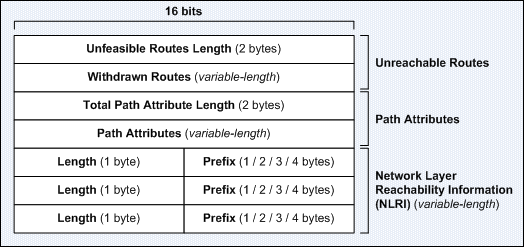 16 bits
Unfeasible Routes Length (2 bytes)
Withdrawn Routes (variable-length)
Unreachable Routes
Total Path Attribute Length (2 bytes)
Path Attributes (variable-length)
Path Attributes
Length (1 byte) Prefix (1 / 2 / 3 / 4 bytes)
Length (1 byte) Prefix (1 / 2 / 3 / 4 bytes)
Length (1 byte) Prefix (1 / 2 / 3 / 4 bytes)
Network Layer
Reachability Information
(NLRI) (variable-length)